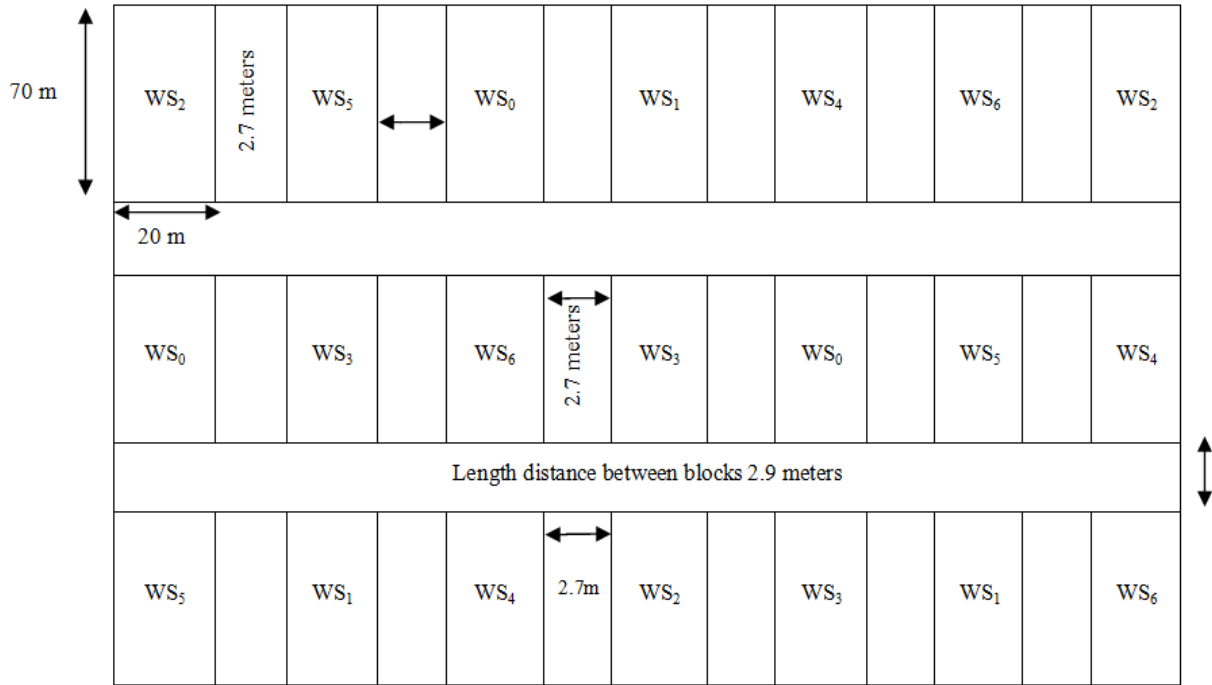 70 m
WS₂ 2.7 meters WS₅ WS₀ WS₁ WS₄ WS₆ WS₂
20 m
WS₀ WS₃ WS₆ 2.7 meters WS₃ WS₀ WS₅ WS₄
Length distance between blocks 2.9 meters
WS₅ WS₁ WS₄ 2.7m WS₂ WS₃ WS₁ WS₆